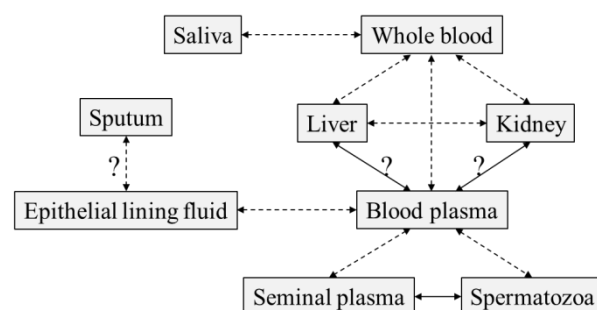 Saliva
Whole blood
Sputum
Liver
Kidney
?
?
?
Epithelial lining fluid
Blood plasma
Seminal plasma
Spermatozoa